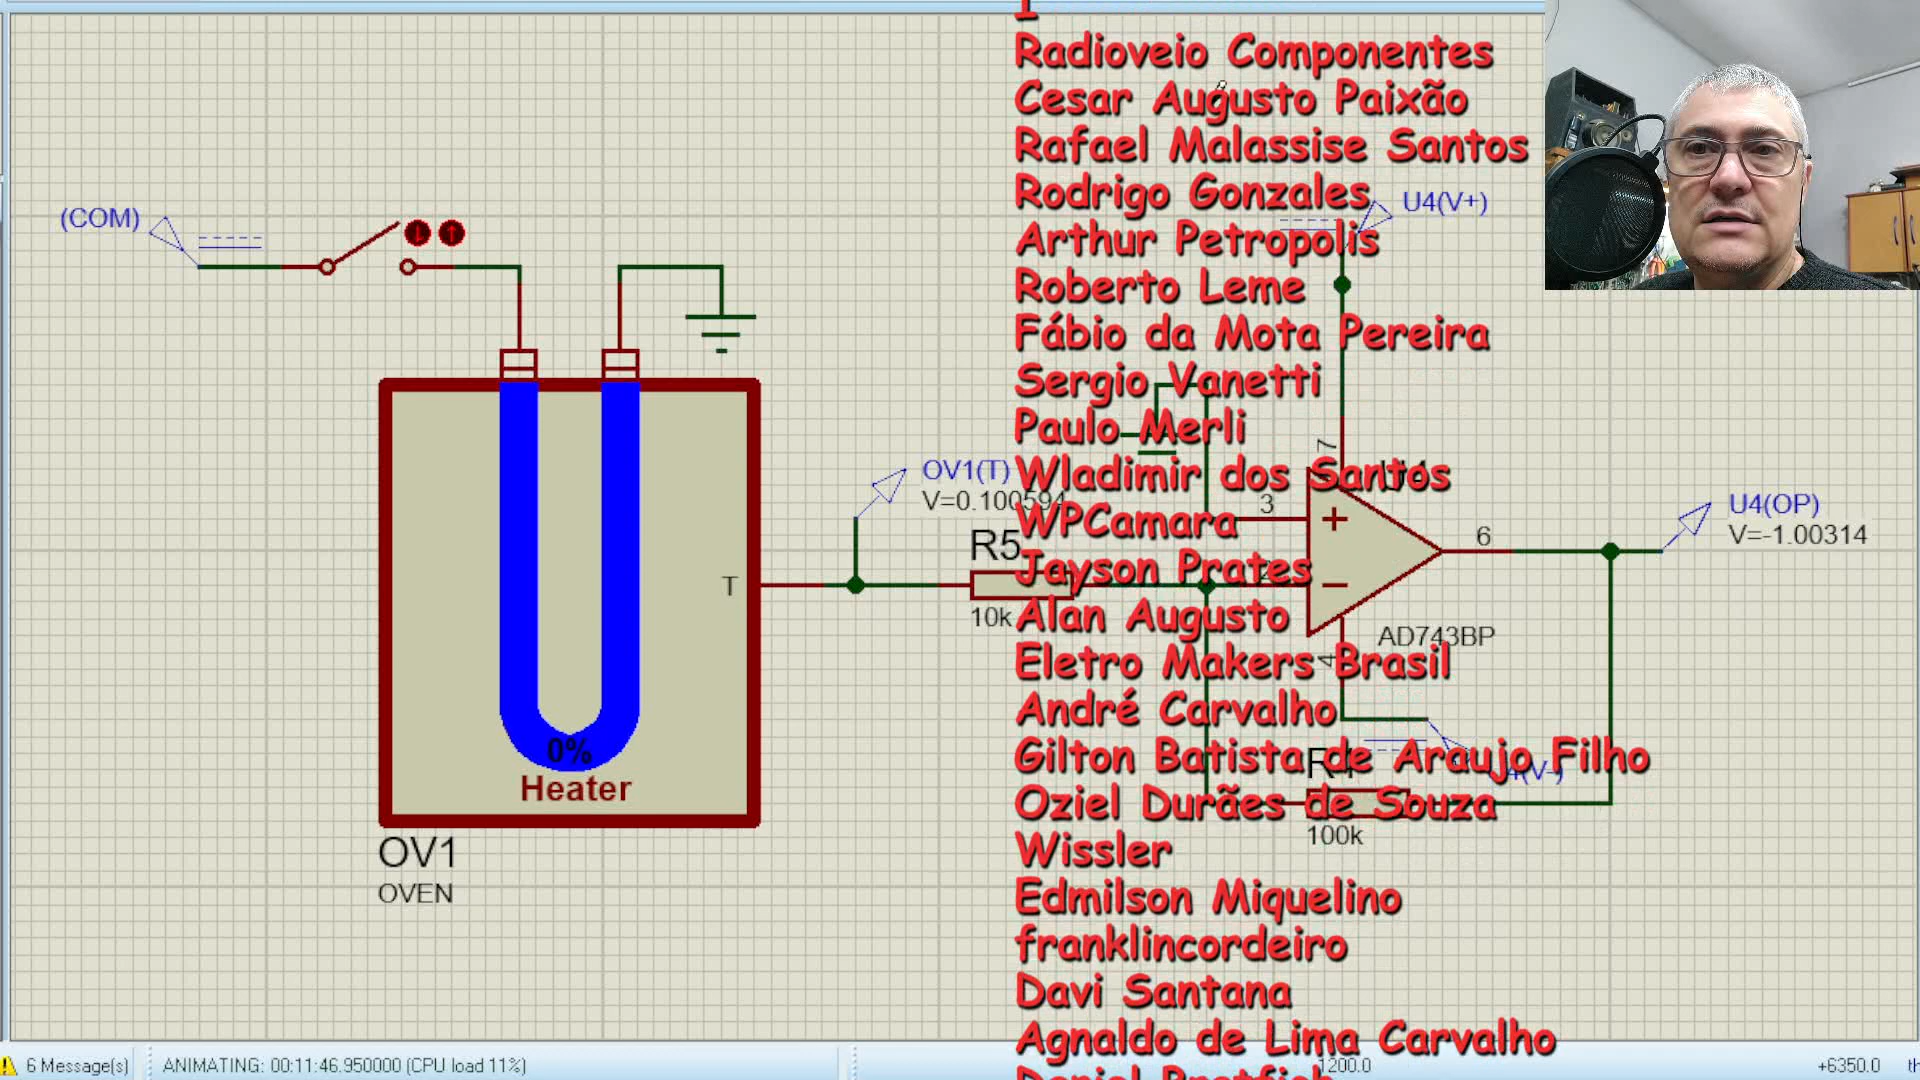 1
Radioveio Componentes
Cesar Augusto Paixão
Rafael Malassise Santos
Rodrigo Gonzales
Arthur Petropolis
Roberto Leme
Fábio da Mota Pereira
Sergio Vanetti
Paulo Merli
Wladimir dos Santos
WPCamara
Jayson Prates
Alan Augusto
Eletro Makers Brasil
André Carvalho
Gilton Batista de Araujo Filho
Oziel Durães de Souza
Wissler
Edmilson Miquelino
franklincordeiro
Davi Santana
Agnaldo de Lima Carvalho
(COM)
0%
Heater
T
OV1
OVEN
OV1(T)
V=0.100594
R5
10k
U4(V+)
7
3
+
6
AD743BP
4
100k
U4(OP)
V=-1.00314
6 Message(s)
ANIMATING: 00:11:46.950000 (CPU load 11%)
1200.0
+6350.0
th